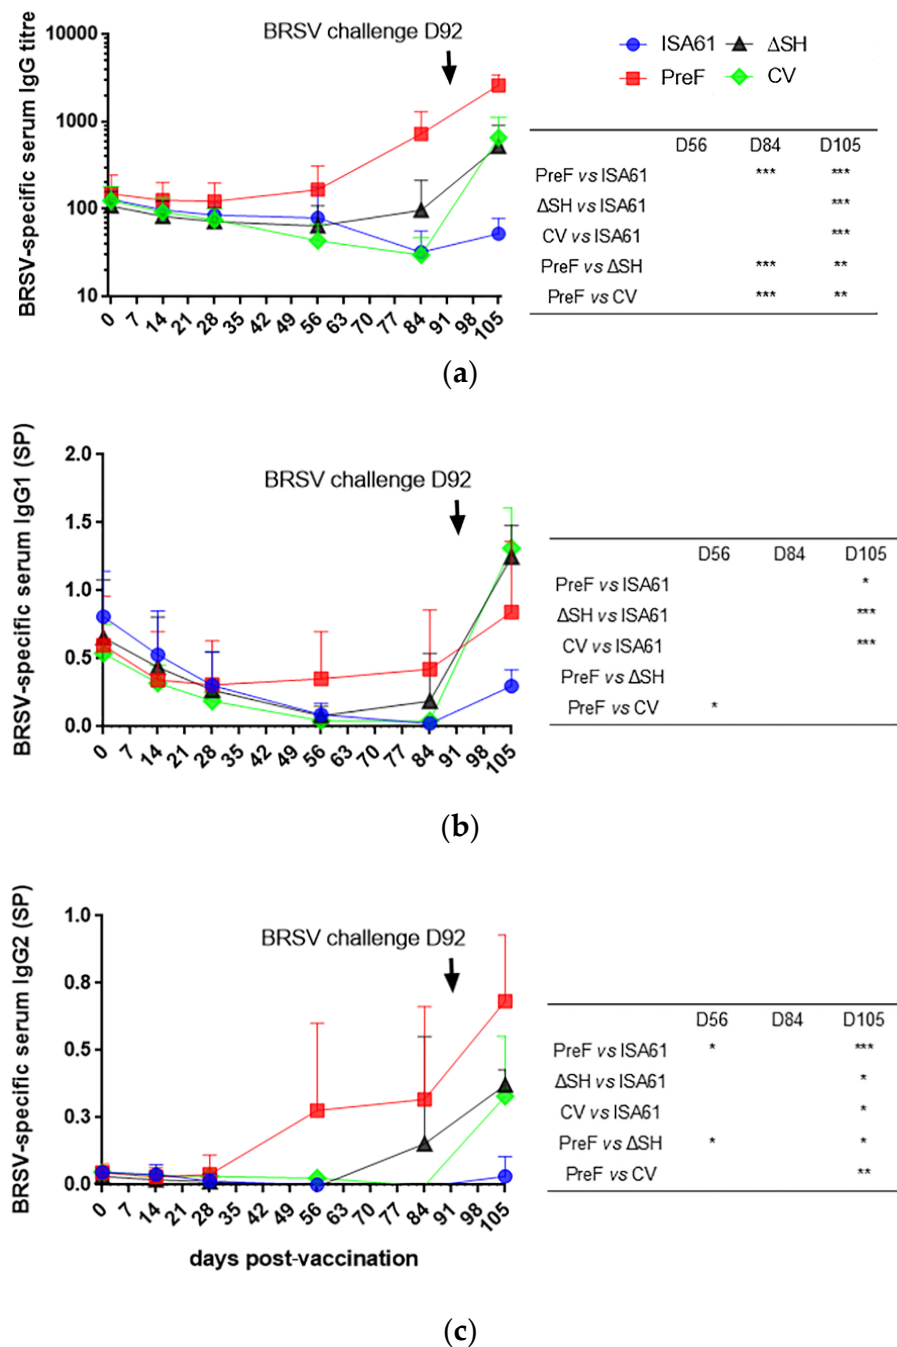 BRSV challenge D92
ISA61
ΔSH
PreF
CV
BRSV-specific serum IgG titre
10000
1000
100
10
0 7 14 21 28 35 42 49 56 63 70 77 84 91 98 105
D56 D84 D105
PreF vs ISA61 *** ***
ΔSH vs ISA61 ***
CV vs ISA61 ***
PreF vs ΔSH *** **
PreF vs CV *** **
(a)
BRSV challenge D92
BRSV-specific serum IgG1 (SP)
2.0
1.5
1.0
0.5
0.0
0 7 14 21 28 35 42 49 56 63 70 77 84 91 98 105
D56 D84 D105
PreF vs ISA61 *
ΔSH vs ISA61 ***
CV vs ISA61 ***
PreF vs ΔSH
PreF vs CV *
(b)
BRSV challenge D92
BRSV-specific serum IgG2 (SP)
1.0
0.8
0.5
0.3
0.0
0 7 14 21 28 35 42 49 56 63 70 77 84 91 98 105
days post-vaccination
D56 D84 D105
PreF vs ISA61 * ***
ΔSH vs ISA61 *
CV vs ISA61 *
PreF vs ΔSH * *
PreF vs CV **
(c)